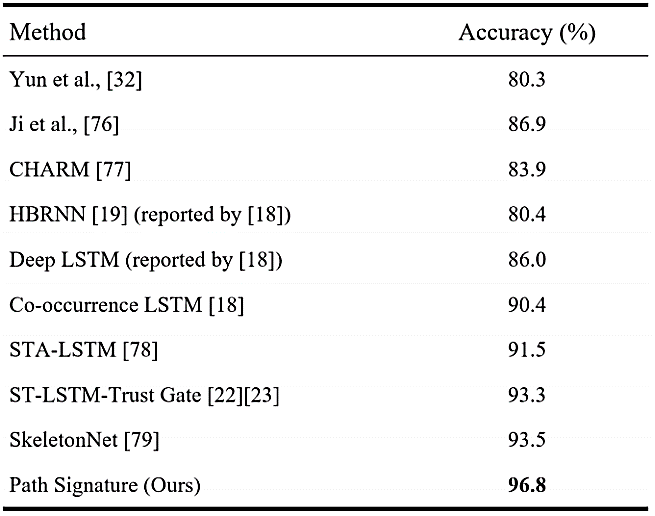 Method Accuracy (%)
Yun et al., [32] 80.3
Ji et al., [76] 86.9
CHARM [77] 83.9
HBRNN [19] (reported by [18]) 80.4
Deep LSTM (reported by [18]) 86.0
Co-occurrence LSTM [18] 90.4
STA-LSTM [78] 91.5
ST-LSTM-Trust Gate [22][23] 93.3
SkeletonNet [79] 93.5
Path Signature (Ours) 96.8